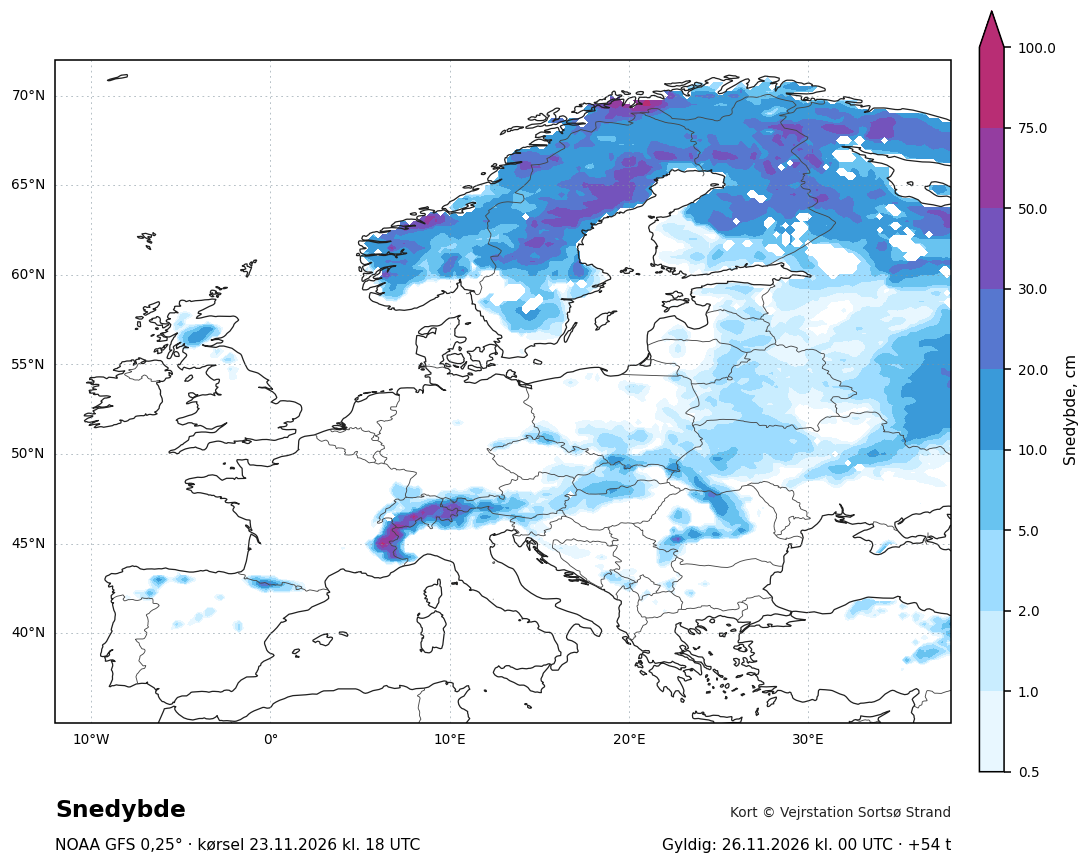 100.0
75.0
50.0
30.0
20.0
10.0
5.0
2.0
1.0
0.5
Snedybde, cm
70°N
65°N
60°N
55°N
50°N
45°N
40°N
10°W 0° 10°E 20°E 30°E
Snedybde
Kort © Vejrstation Sortsø Strand
NOAA GFS 0,25° · kørsel 23.11.2026 kl. 18 UTC
Gyldig: 26.11.2026 kl. 00 UTC · +54 t